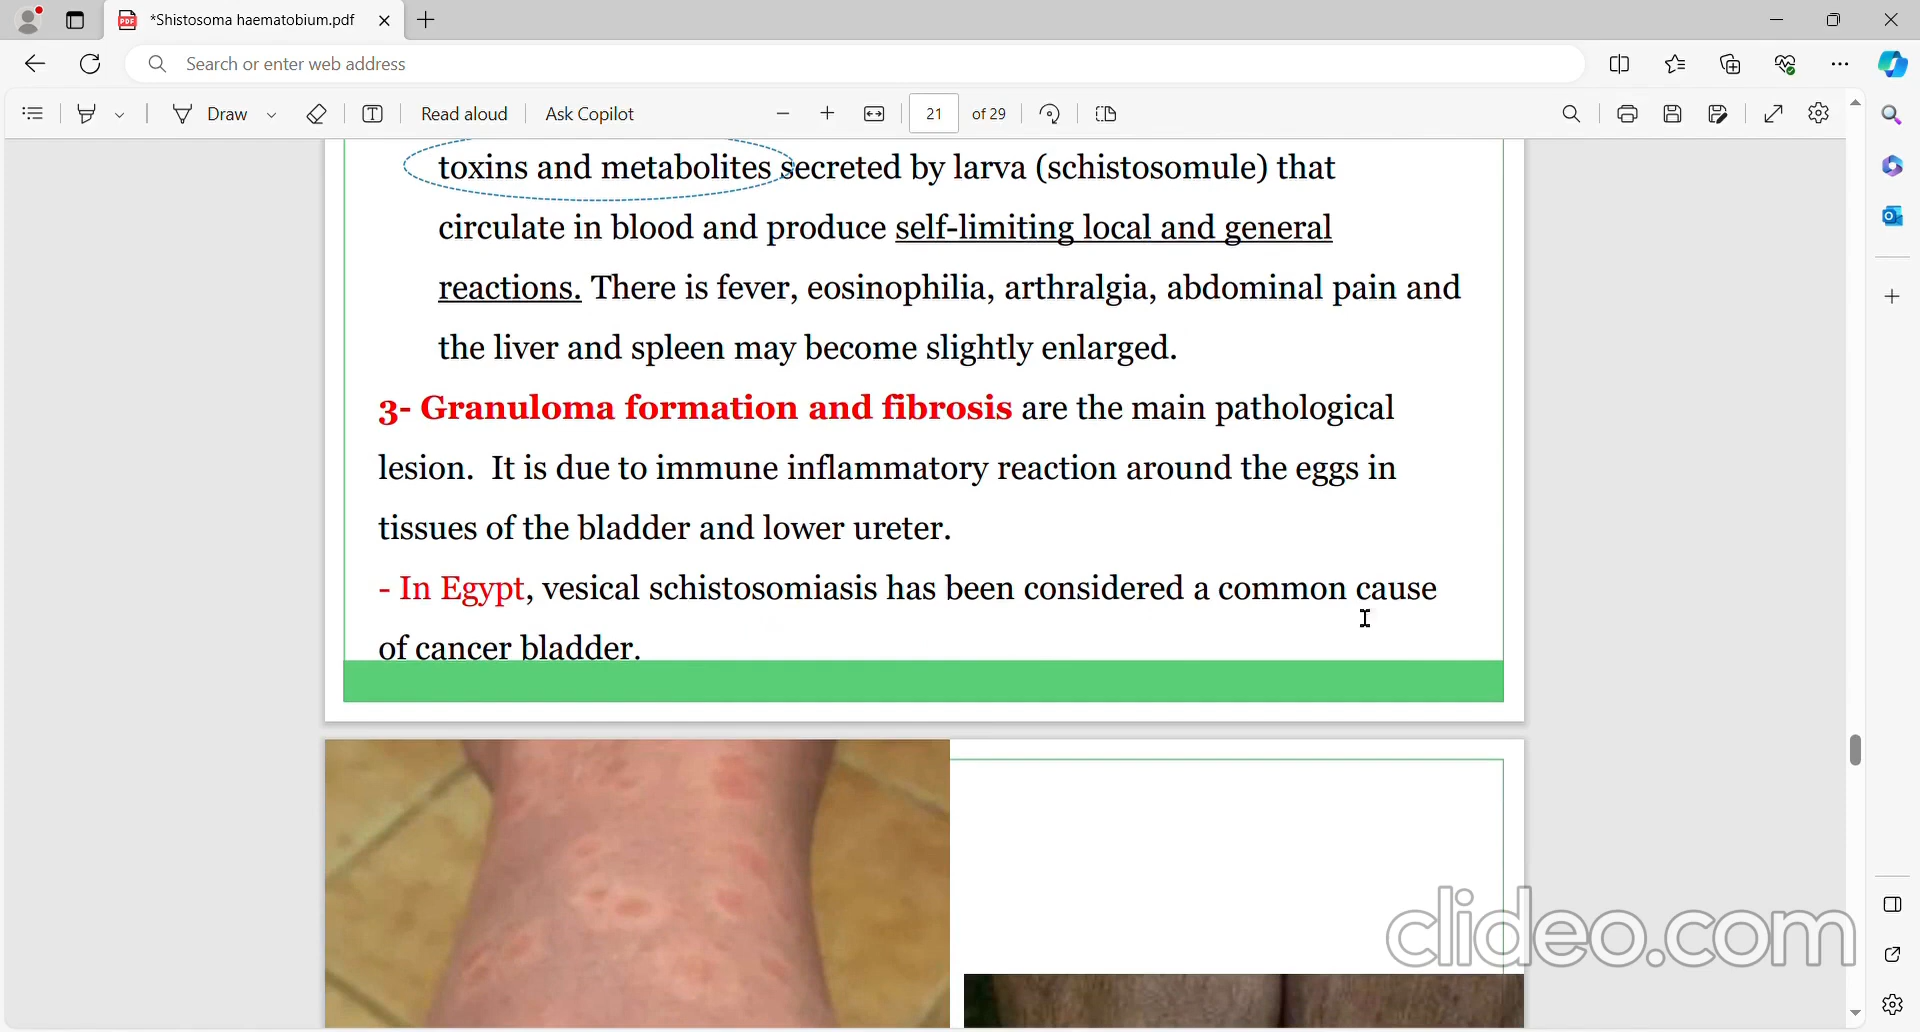 *Shistosoma haematobium.pdf
Search or enter web address
Draw
Read aloud
Ask Copilot
21 of 29
toxins and metabolites secreted by larva (schistosomule) that
circulate in blood and produce self-limiting local and general
reactions. There is fever, eosinophilia, arthralgia, abdominal pain and
the liver and spleen may become slightly enlarged.
3- Granuloma formation and fibrosis are the main pathological
lesion. It is due to immune inflammatory reaction around the eggs in
tissues of the bladder and lower ureter.
- In Egypt, vesical schistosomiasis has been considered a common cause
of cancer bladder.
clideo.com